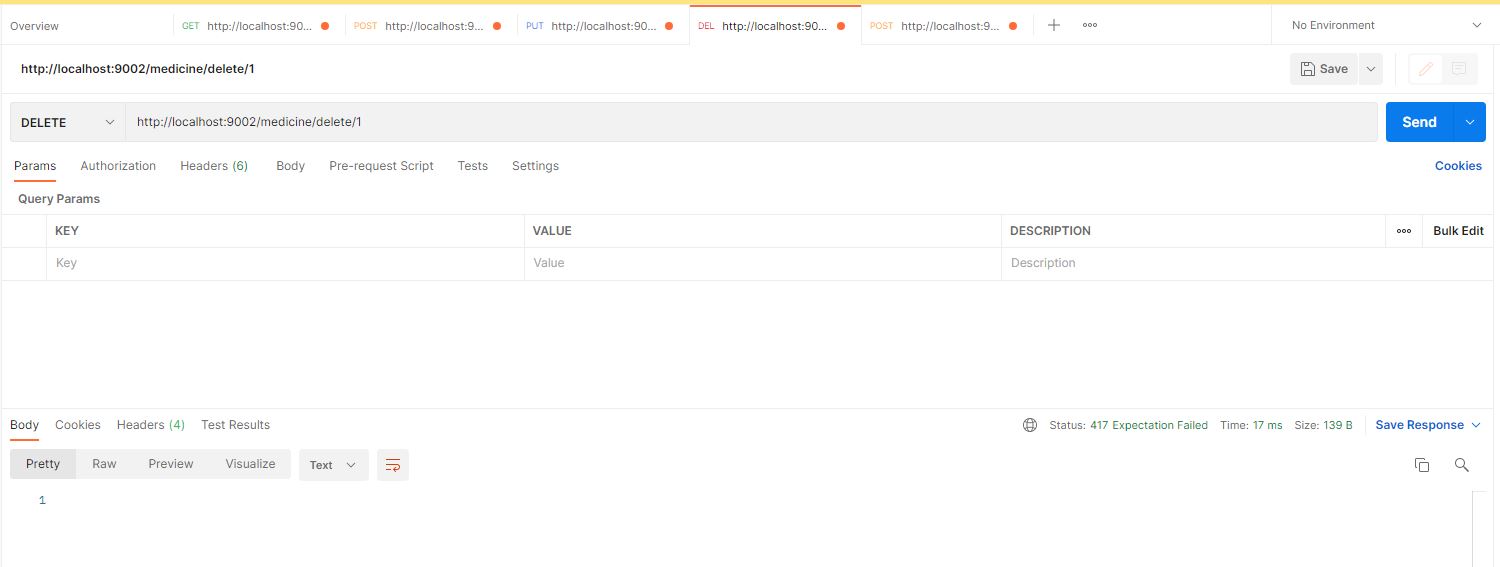 Overview GET http://localhost:90... POST http://localhost:9... PUT http://localhost:90... DEL http://localhost:90... POST http://localhost:9... No Environment
http://localhost:9002/medicine/delete/1 Save
DELETE http://localhost:9002/medicine/delete/1 Send
Params Authorization Headers (6) Body Pre-request Script Tests Settings Cookies
Query Params
KEY VALUE DESCRIPTION Bulk Edit
Key Value Description
Body Cookies Headers (4) Test Results Status: 417 Expectation Failed Time: 17 ms Size: 139 B Save Response
Pretty Raw Preview Visualize Text
1